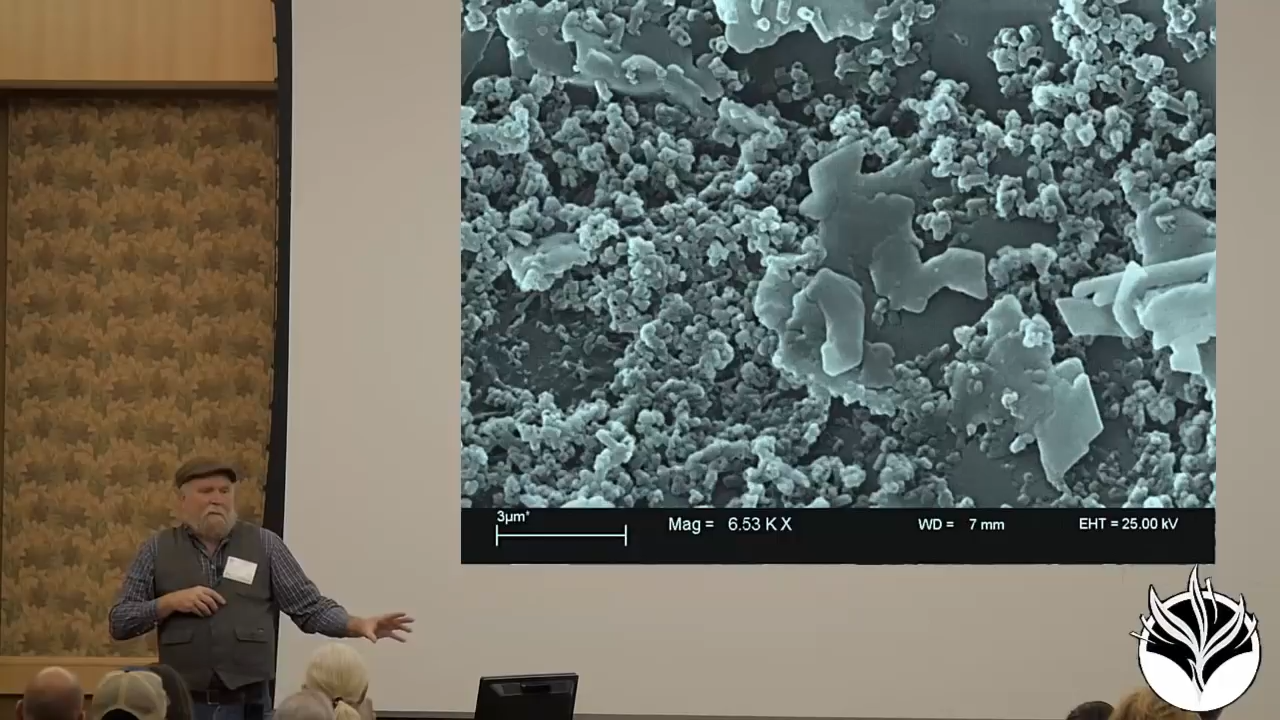 3µm*
Mag = 6.53 K X
WD = 7 mm
EHT = 25.00 kV